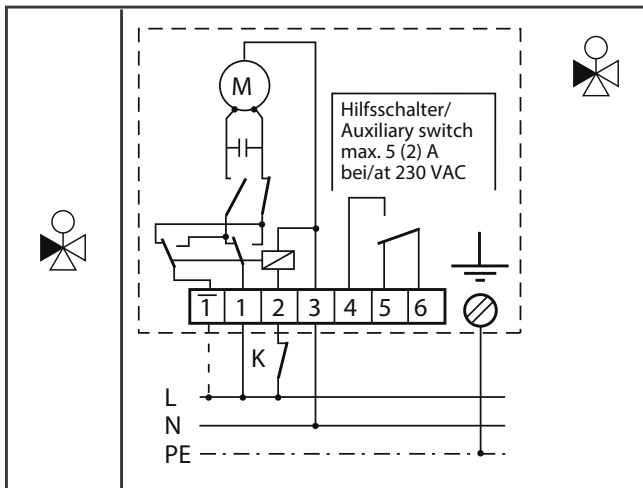 M
Hilfsschalter/
Auxiliary switch
max. 5 (2) A
bei/at 230 VAC
1̅ 1 2 3 4 5 6
K
L
N
PE